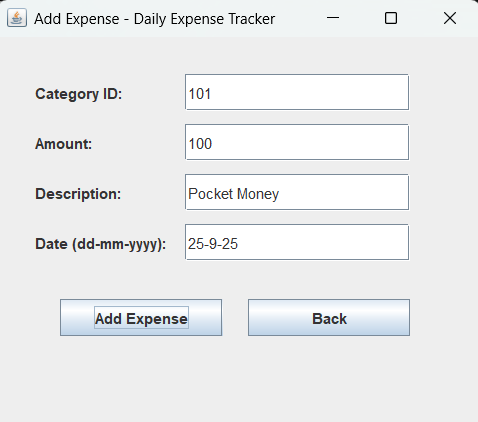 Add Expense - Daily Expense Tracker
Category ID: 101
Amount: 100
Description: Pocket Money
Date (dd-mm-yyyy): 25-9-25
Add Expense Back